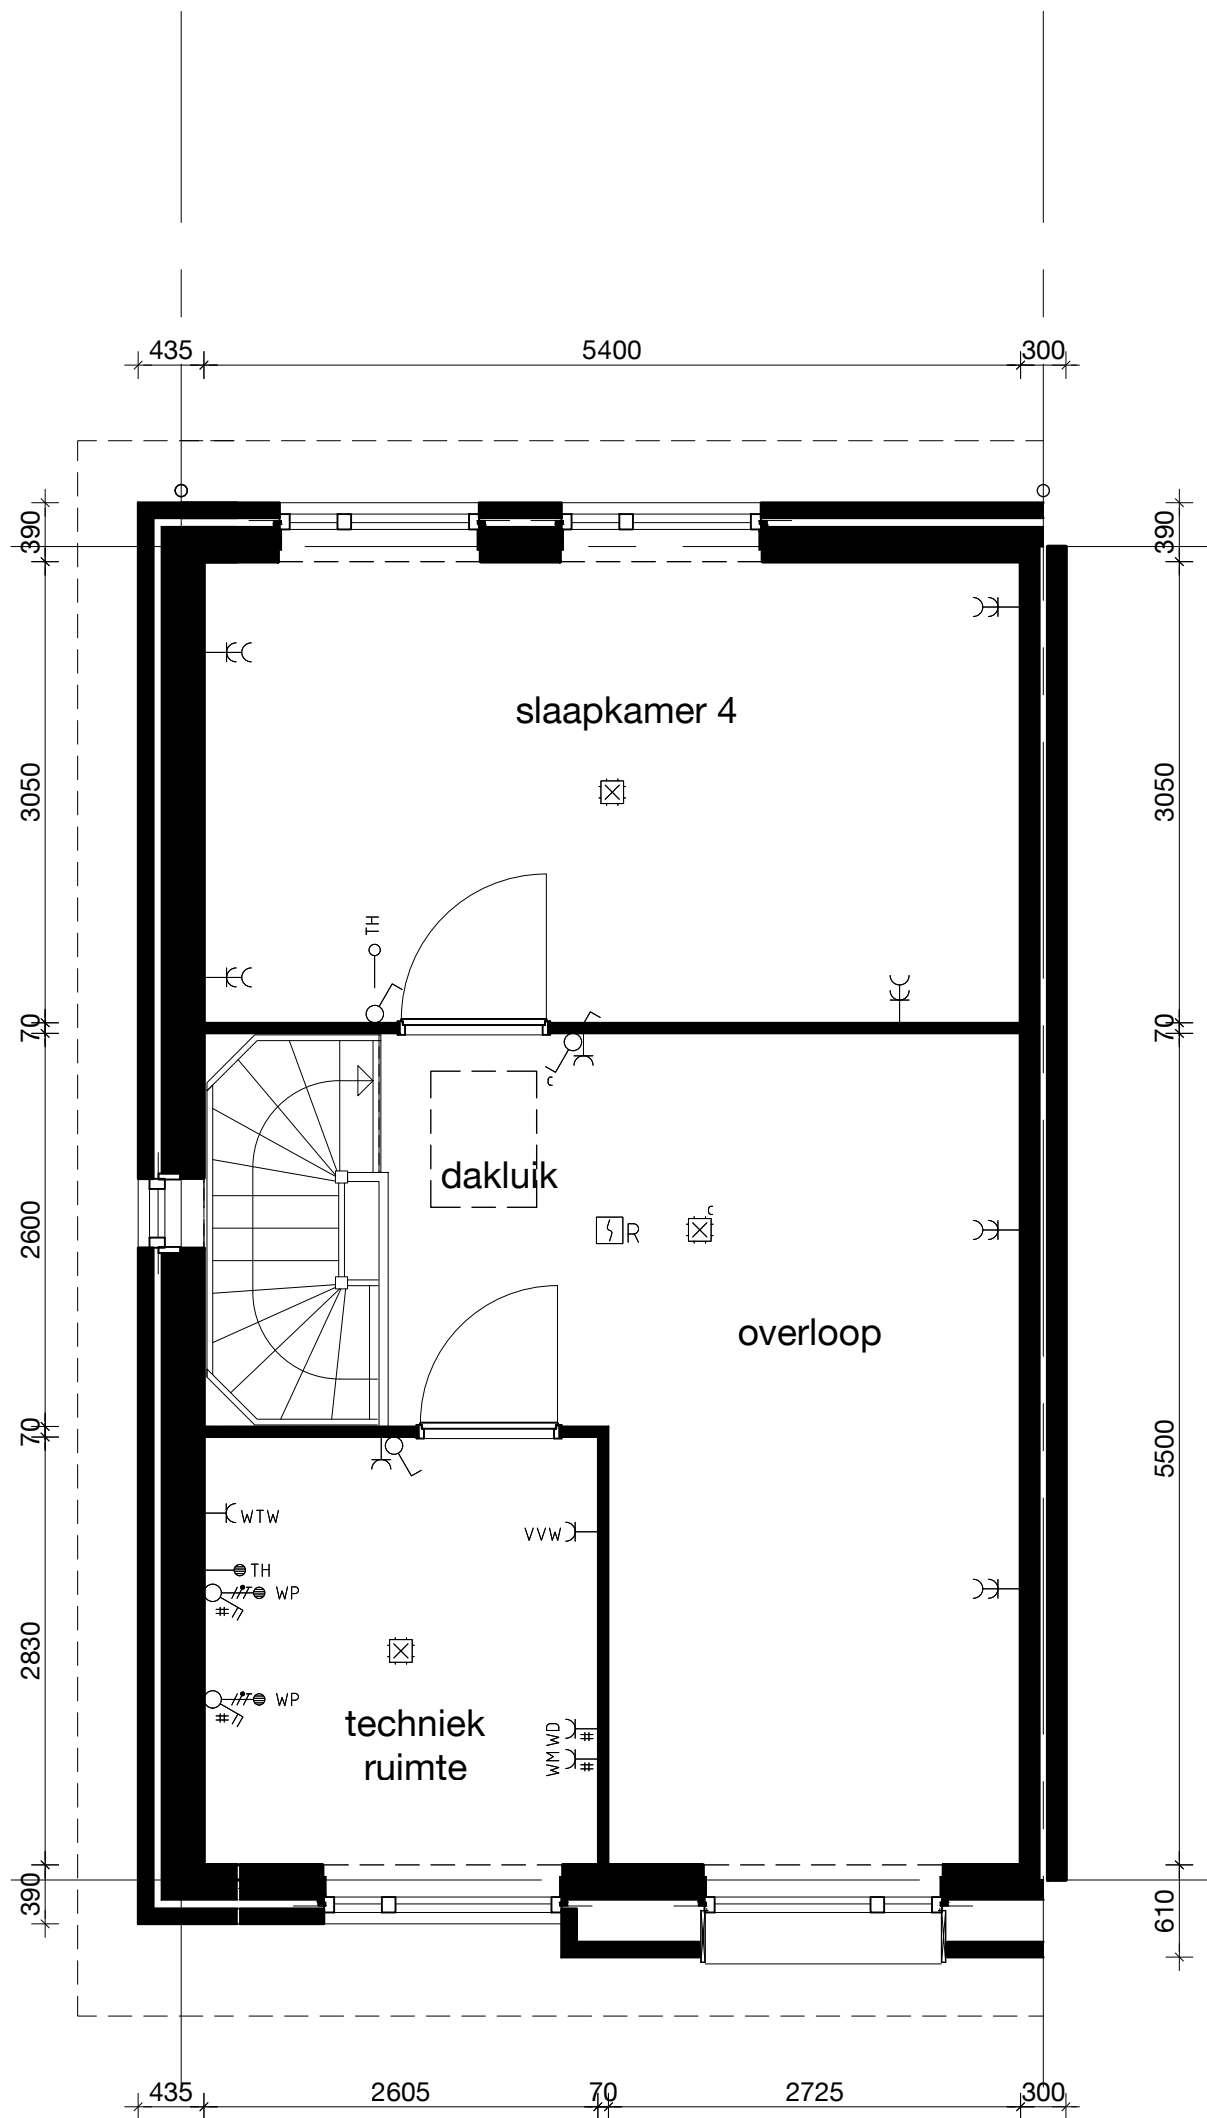 435 5400 300
390 390
slaapkamer 4
3050 3050
TH
70 70
c
dakluik
c
2600 R
overloop
70
5500
WTW VVW
TH
# WP
2830
# WP
techniek
ruimte
WD #
WM #
390 610
435 2605 70 2725 300